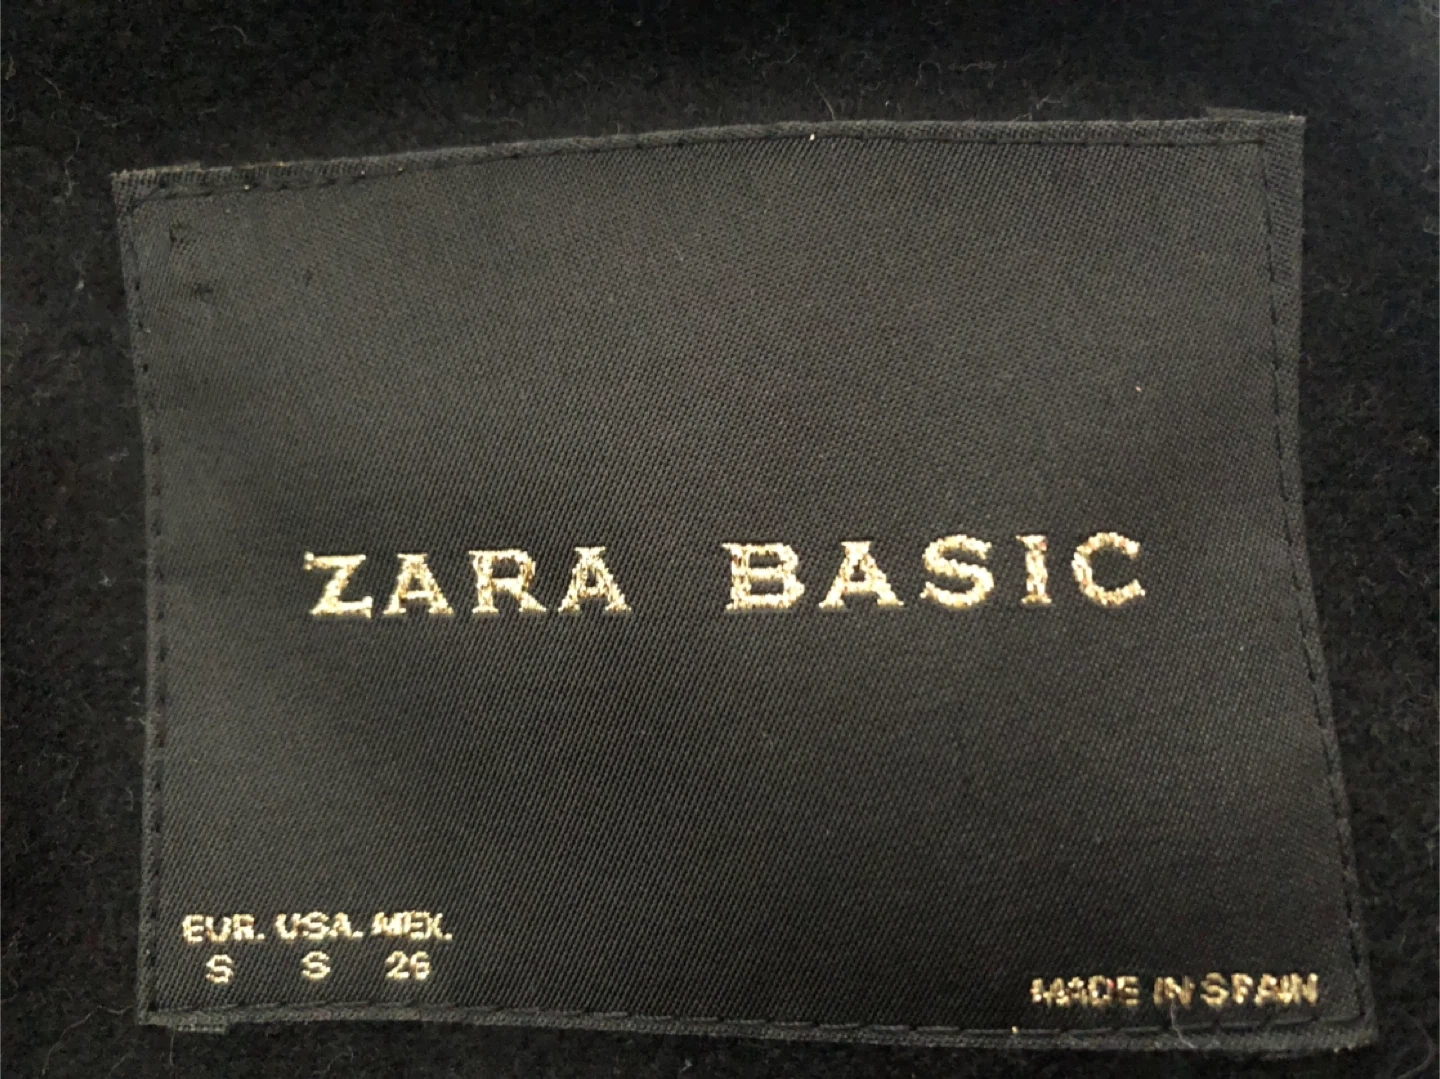 ZARA BASIC
EUR. USA. MEX.
S S 26
MADE IN SPAIN